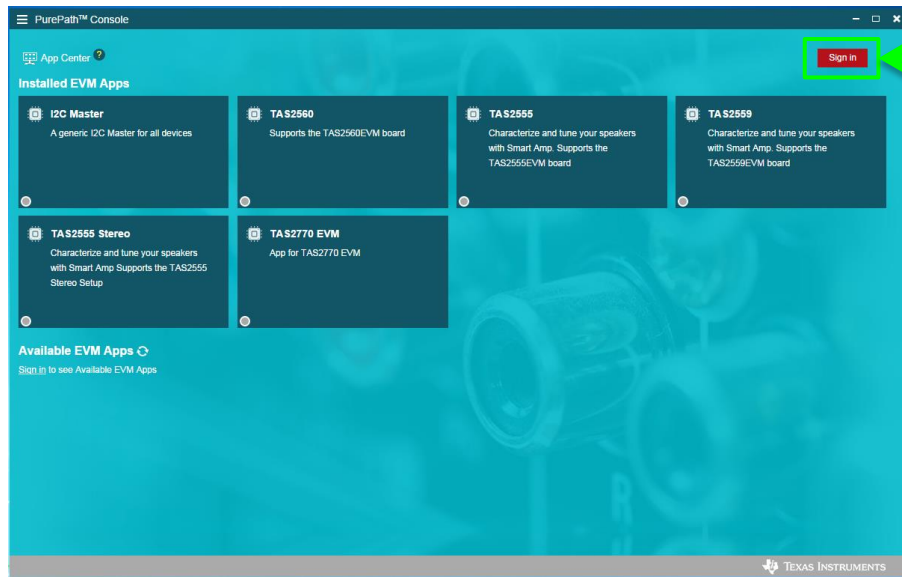 PurePath™ Console
App Center ?
Sign in
Installed EVM Apps
I2C Master
A generic I2C Master for all devices
TAS2560
Supports the TAS2560EVM board
TAS2555
Characterize and tune your speakers
with Smart Amp. Supports the
TAS2555EVM board
TAS2559
Characterize and tune your speakers
with Smart Amp. Supports the
TAS2559EVM board
TAS2555 Stereo
Characterize and tune your speakers
with Smart Amp Supports the TAS2555
Stereo Setup
TAS2770 EVM
App for TAS2770 EVM
Available EVM Apps
Sign in to see Available EVM Apps
R
TEXAS INSTRUMENTS